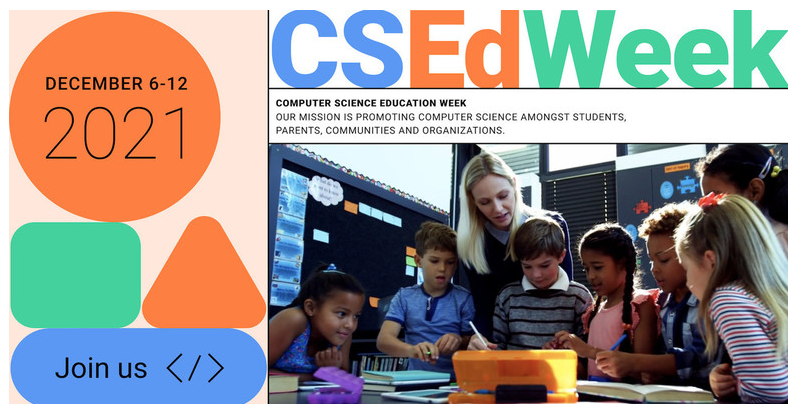 DECEMBER 6-12
2021
Join us </>
CSEdWeek
COMPUTER SCIENCE EDUCATION WEEK
OUR MISSION IS PROMOTING COMPUTER SCIENCE AMONGST STUDENTS,
PARENTS, COMMUNITIES AND ORGANIZATIONS.